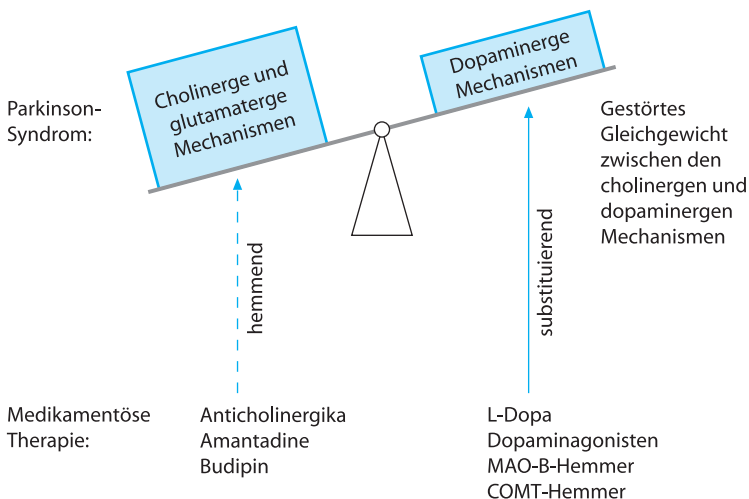 Cholinerge und
glutamaterge
Mechanismen
Dopaminerge
Mechanismen
Parkinson-
Syndrom:
Gestörtes
Gleichgewicht
zwischen den
cholinergen und
dopaminergen
Mechanismen
hemmend
substituierend
Medikamentöse
Therapie:
Anticholinergika
Amantadine
Budipin
L-Dopa
Dopaminagonisten
MAO-B-Hemmer
COMT-Hemmer